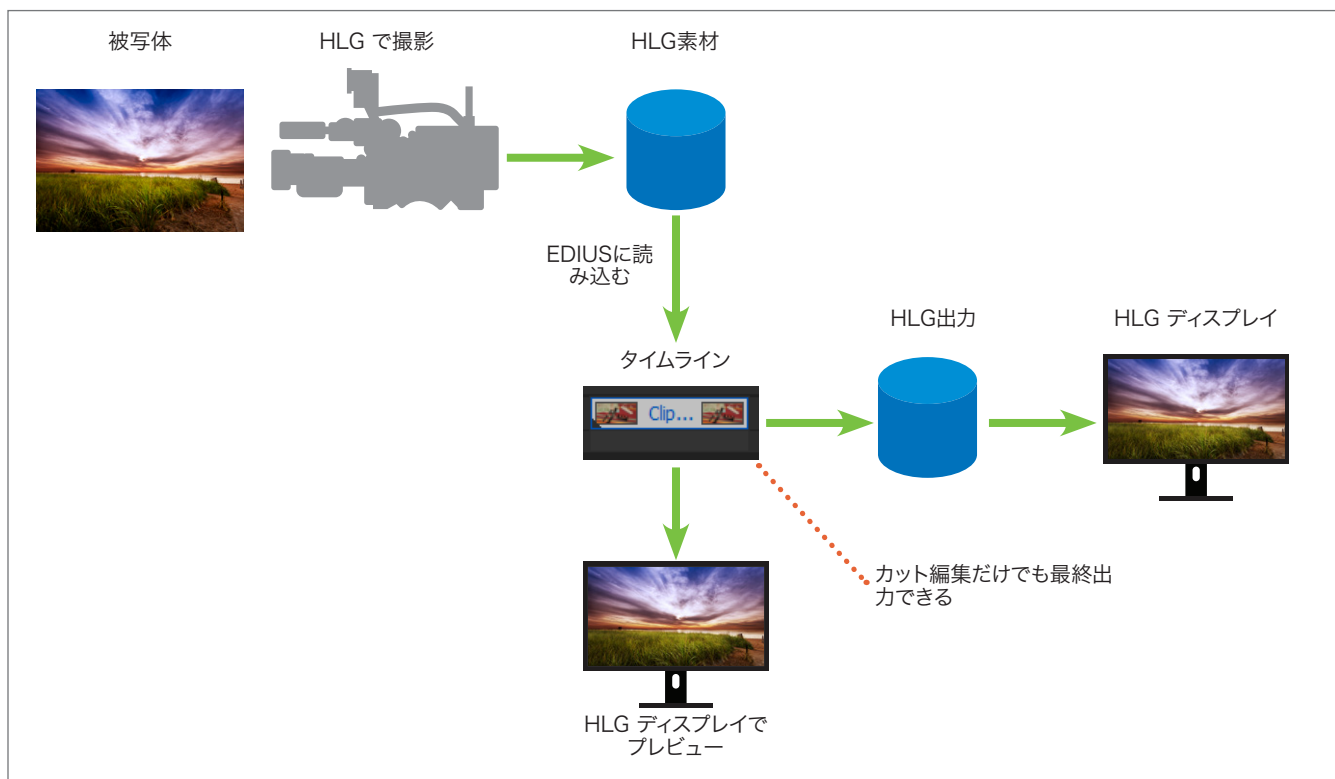 被写体
HLG で撮影
HLG素材
EDIUSに読
み込む
タイムライン
Clip...
HLG出力
HLG ディスプレイ
カット編集だけでも最終出
力できる
HLG ディスプレイで
プレビュー